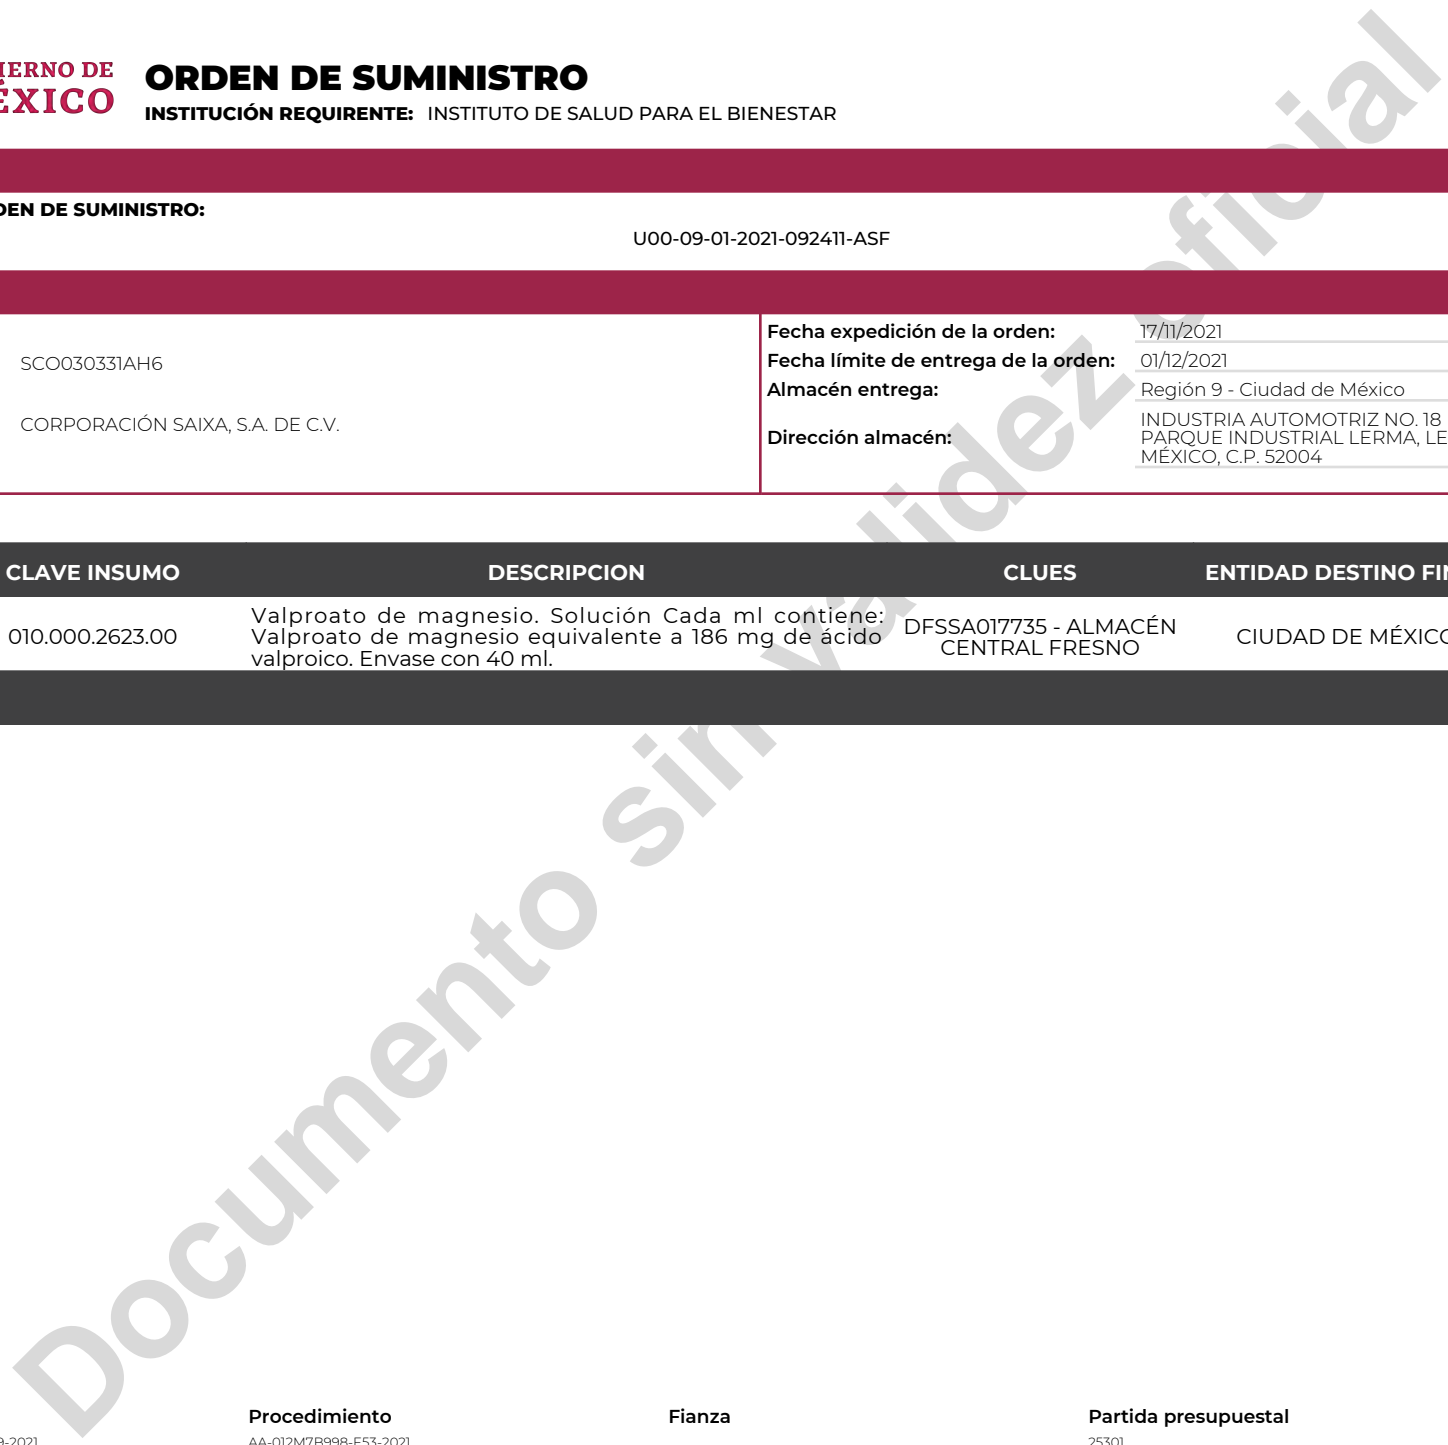 ORDEN DE SUMINISTRO
INSTITUCIÓN REQUIRENTE: INSTITUTO DE SALUD PARA EL BIENESTAR
DE
MÉXICO
DE SUMINISTRO:
U00-09-01-2021-092411-ASF
SCO030331AH6
CORPORACIÓN SAIXA, S.A. DE C.V.
Fecha expedición de la orden: 17/11/2021
Fecha límite de entrega de la orden: 01/12/2021
Almacén entrega: Región 9 - Ciudad de México
Dirección almacén:
INDUSTRIA AUTOMOTRIZ NO. 18
PARQUE INDUSTRIAL LERMA,
MÉXICO, C.P. 52004
CLAVE INSUMO DESCRIPCION CLUES ENTIDAD DESTINO
010.000.2623.00
Valproato de magnesio. Solución Cada ml contiene:
Valproato de magnesio equivalente a 186 mg de ácido
valproico. Envase con 40 ml.
DFSSA017735 - ALMACÉN
CENTRAL FRESNO
CIUDAD DE MÉXICO
Documento sin validez oficial
Procedimiento Fianza Partida presupuestal
AA-012M7B998-E53-2021 25301